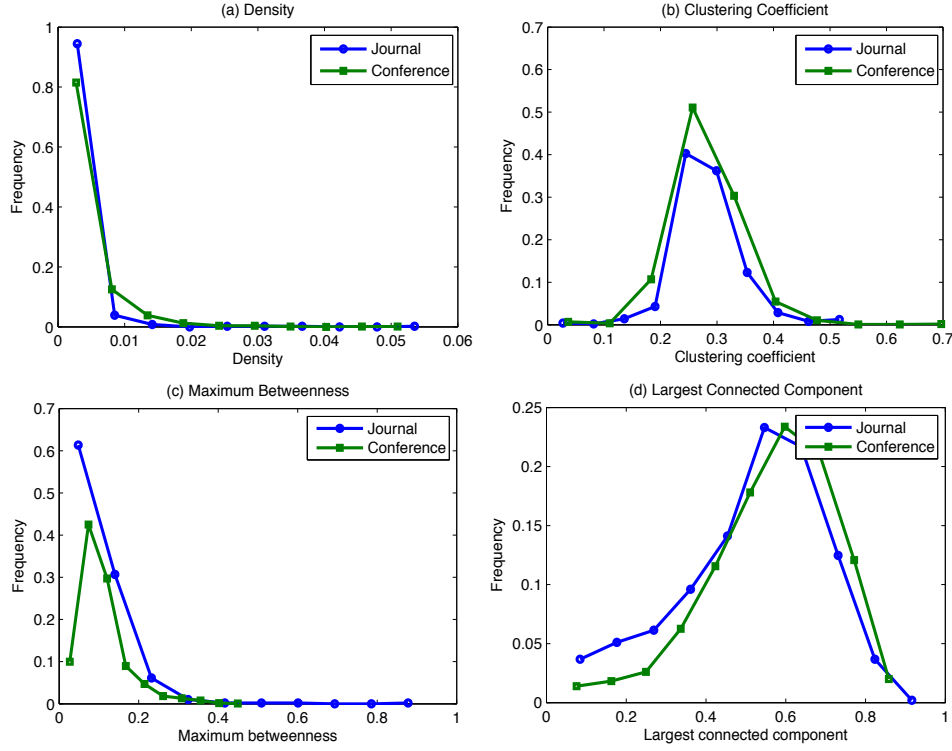 (a) Density
1
0.8
0.6
0.4
0.2
0
Frequency
Journal
Conference
0 0.01 0.02 0.03 0.04 0.05 0.06
Density
(b) Clustering Coefficient
0.7
0.6
0.5
0.4
0.3
0.2
0.1
0
Frequency
Journal
Conference
0 0.1 0.2 0.3 0.4 0.5 0.6 0.7
Clustering coefficient
(c) Maximum Betweenness
0.7
0.6
0.5
0.4
0.3
0.2
0.1
0
Frequency
Journal
Conference
0 0.2 0.4 0.6 0.8 1
Maximum betweenness
(d) Largest Connected Component
0.25
0.2
0.15
0.1
0.05
0
Frequency
Journal
Conference
0 0.2 0.4 0.6 0.8 1
Largest connected component